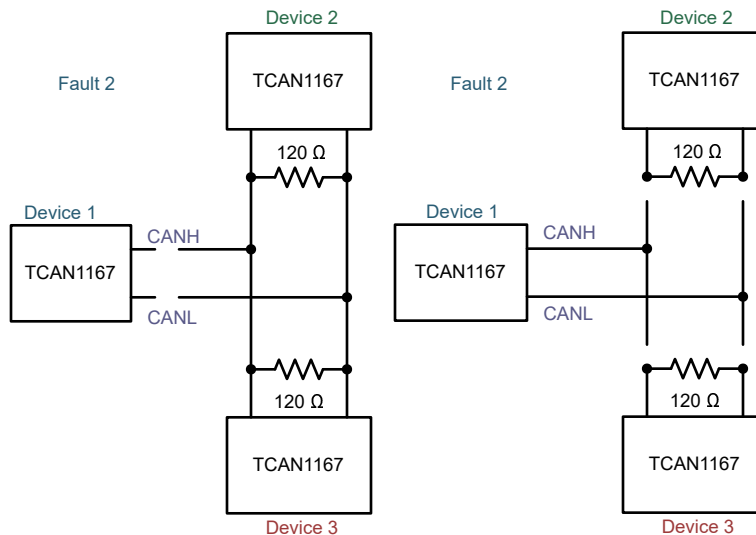 Device 2
Fault 2
TCAN1167
120 Ω
Device 1
CANH
TCAN1167
CANL
120 Ω
TCAN1167
Device 3
Device 2
Fault 2
TCAN1167
120 Ω
Device 1
CANH
TCAN1167
CANL
120 Ω
TCAN1167
Device 3